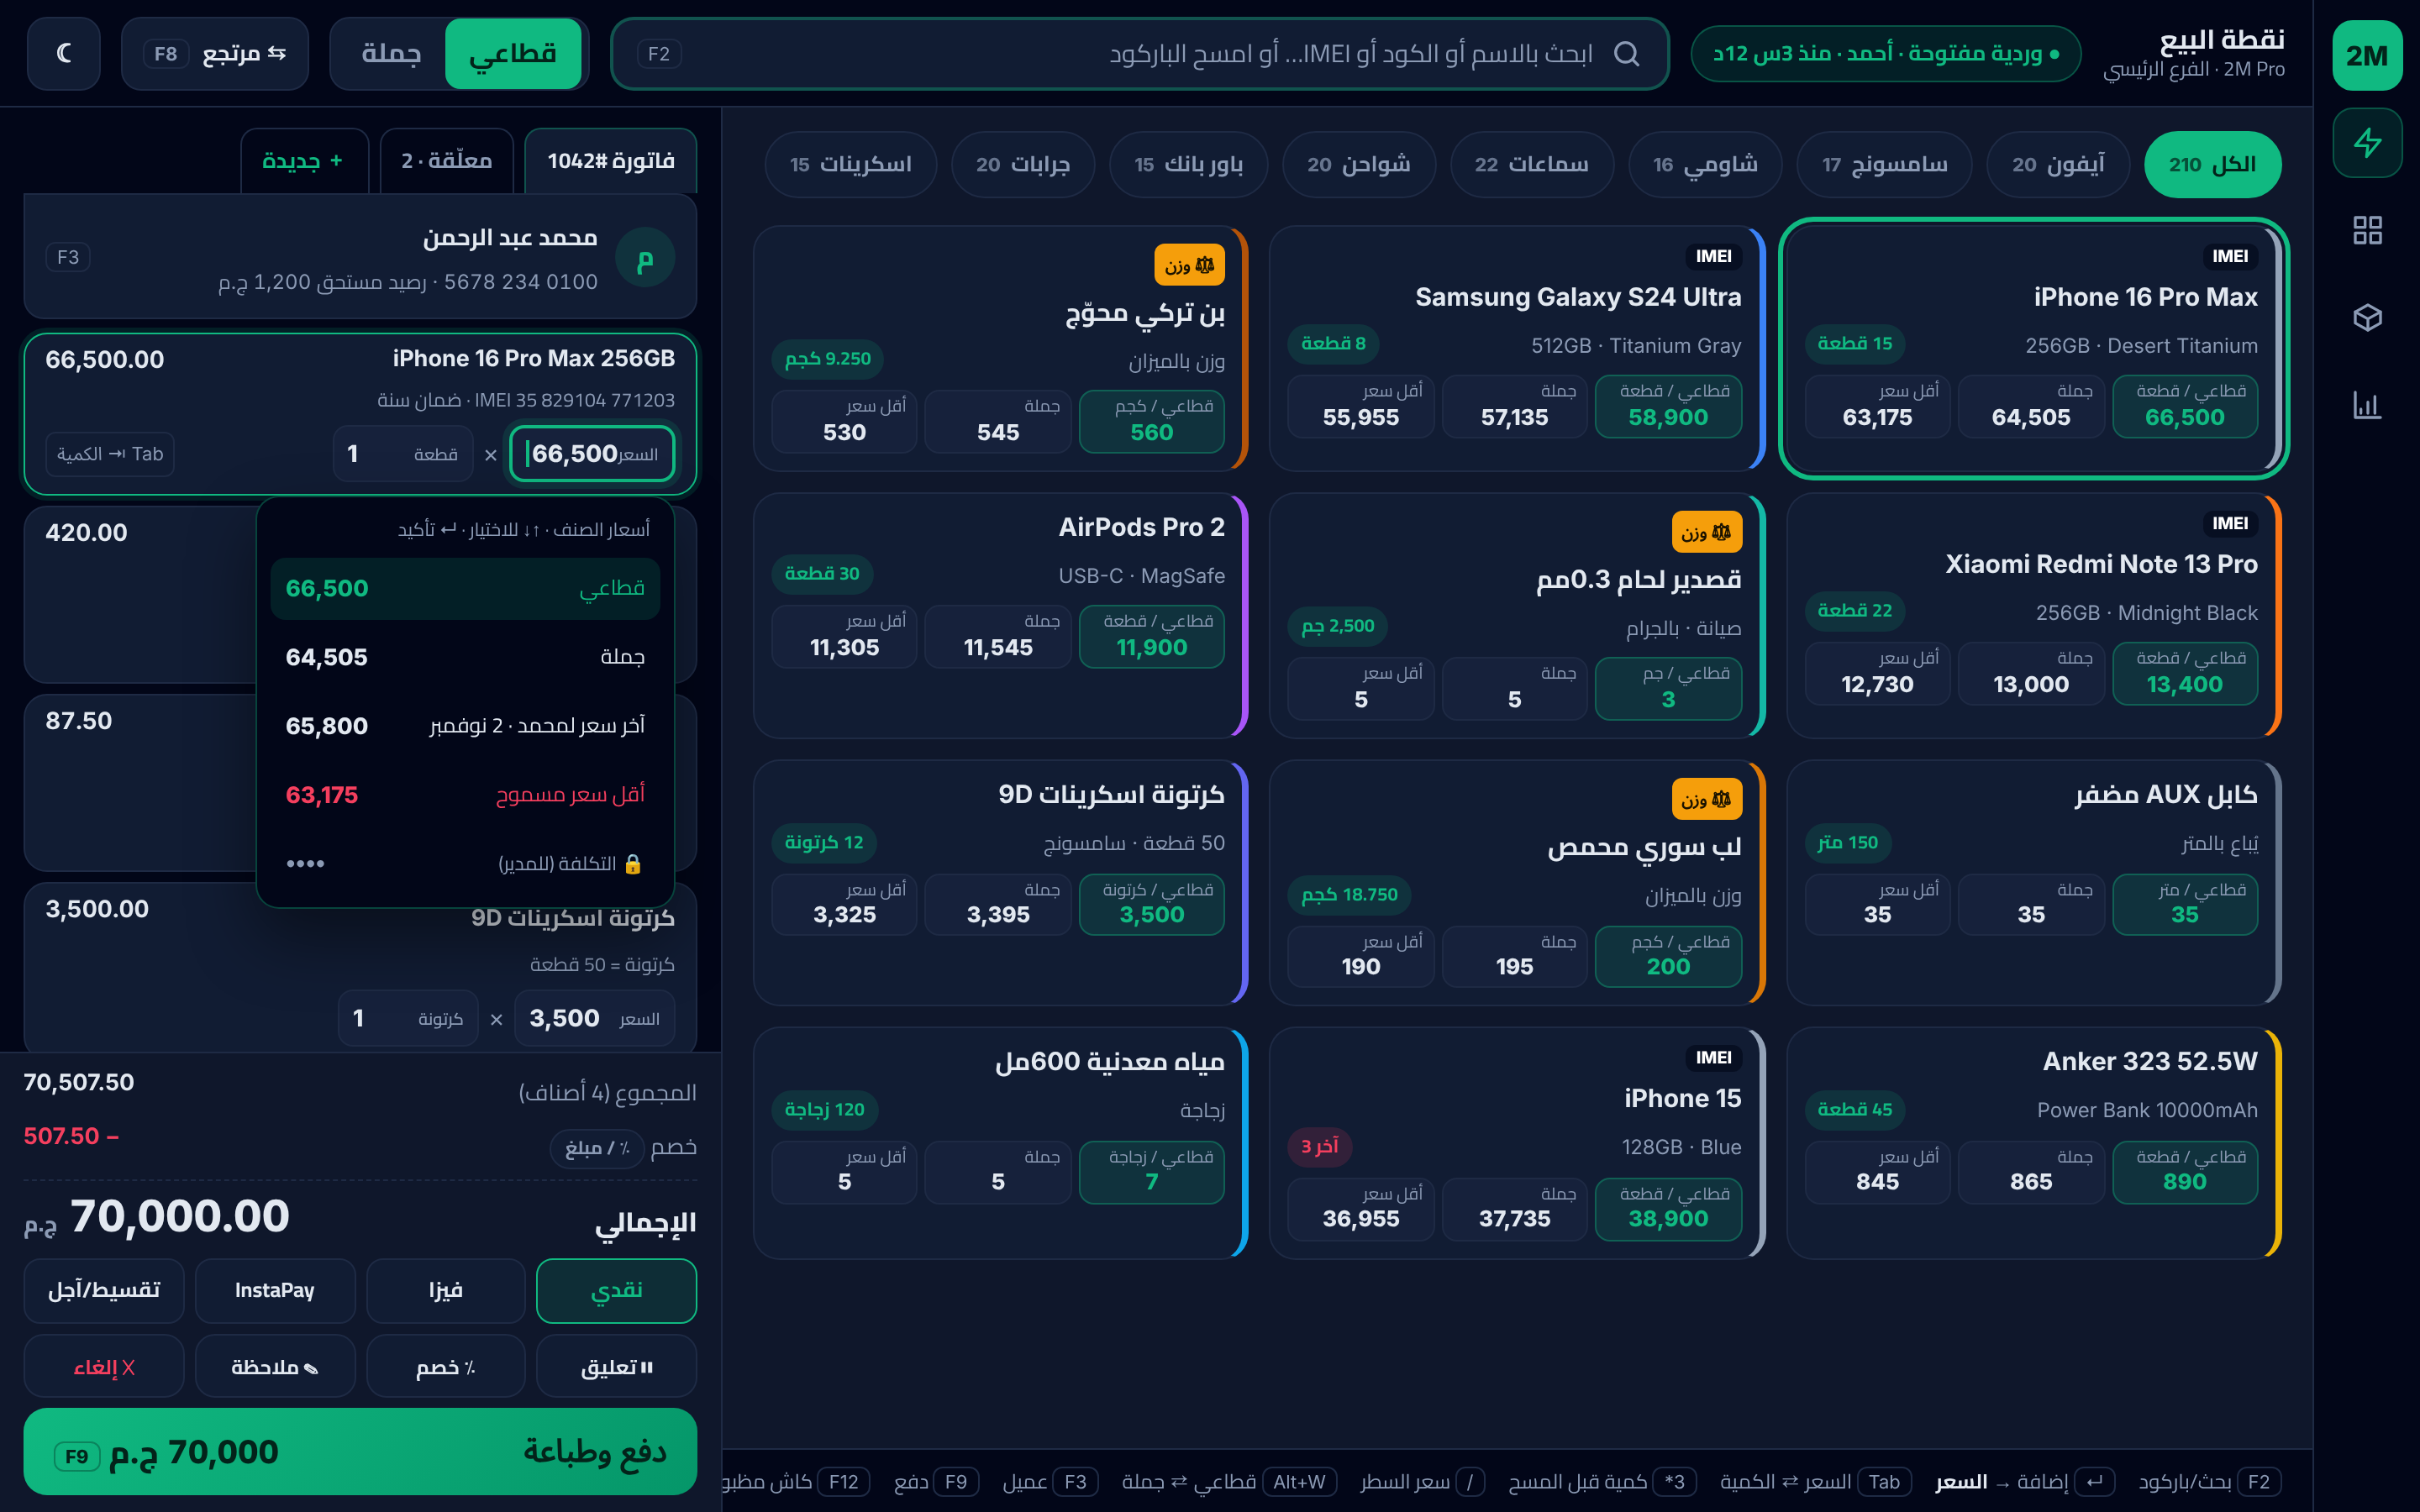 2M
نقطة البيع
2M Pro · الفرع الرئيسي
● وردية مفتوحة · أحمد · منذ 3س 12د
ابحث بالاسم أو الكود أو IMEI... أو امسح الباركود
F2
قطاعي
جملة
⇆ مرتجع F8
☾
الكل 210
آيفون 20
سامسونج 17
شاومي 16
سماعات 22
شواحن 20
باور بانك 15
جرابات 20
اسكرينات 15
IMEI
iPhone 16 Pro Max
256GB · Desert Titanium
15 قطعة
قطاعي / قطعة جملة أقل سعر
66,500 64,505 63,175
IMEI
Samsung Galaxy S24 Ultra
512GB · Titanium Gray
8 قطعة
قطاعي / قطعة جملة أقل سعر
58,900 57,135 55,955
⚖ وزن
بن تركي محوّج
وزن بالميزان
9.250 كجم
قطاعي / كجم جملة أقل سعر
560 545 530
IMEI
Xiaomi Redmi Note 13 Pro
256GB · Midnight Black
22 قطعة
قطاعي / قطعة جملة أقل سعر
13,400 13,000 12,730
⚖ وزن
قصدير لحام 0.3مم
صيانة · بالجرام
2,500 جم
قطاعي / جم جملة أقل سعر
3 5 5
AirPods Pro 2
USB-C · MagSafe
30 قطعة
قطاعي / قطعة جملة أقل سعر
11,900 11,545 11,305
كابل AUX مضفر
يُباع بالمتر
150 متر
قطاعي / متر جملة أقل سعر
35 35 35
⚖ وزن
لب سوري محمص
وزن بالميزان
18.750 كجم
قطاعي / كجم جملة أقل سعر
200 195 190
كرتونة اسكرينات 9D
50 قطعة · سامسونج
12 كرتونة
قطاعي / كرتونة جملة أقل سعر
3,500 3,395 3,325
Anker 323 52.5W
Power Bank 10000mAh
45 قطعة
قطاعي / قطعة جملة أقل سعر
890 865 845
IMEI
iPhone 15
128GB · Blue
آخر 3
قطاعي / قطعة جملة أقل سعر
38,900 37,735 36,955
مياه معدنية 600مل
زجاجة
120 زجاجة
قطاعي / زجاجة جملة أقل سعر
7 5 5
F2 بحث/باركود
↵ إضافة → السعر
Tab السعر ⇄ الكمية
3* كمية قبل المسح
/ سعر السطر
Alt+W قطاعي ⇄ جملة
F3 عميل
F9 دفع
F12 كاش مظبو
فاتورة #1042
معلّقة · 2
+ جديدة
م
محمد عبد الرحمن
0100 234 5678 · رصيد مستحق 1,200 ج.م
F3
iPhone 16 Pro Max 256GB
66,500.00
IMEI 35 829104 771203 · ضمان سنة
السعر 66,500 × 1 قطعة
Tab ⇥ الكمية
420.00
87.50
أسعار الصنف · ↑↓ للاختيار · ↵ تأكيد
قطاعي 66,500
جملة 64,505
آخر سعر لمحمد · 2 نوفمبر 65,800
أقل سعر مسموح 63,175
🔒 التكلفة (للمدير) ••••
كرتونة اسكرينات 9D
3,500.00
كرتونة = 50 قطعة
السعر 3,500 × 1 كرتونة
المجموع (4 أصناف) 70,507.50
خصم ٪ / مبلغ – 507.50
الإجمالي 70,000.00 ج.م
نقدي
فيزا
InstaPay
تقسيط/آجل
⏸ تعليق
٪ خصم
✎ ملاحظة
X إلغاء
دفع وطباعة 70,000 ج.م F9